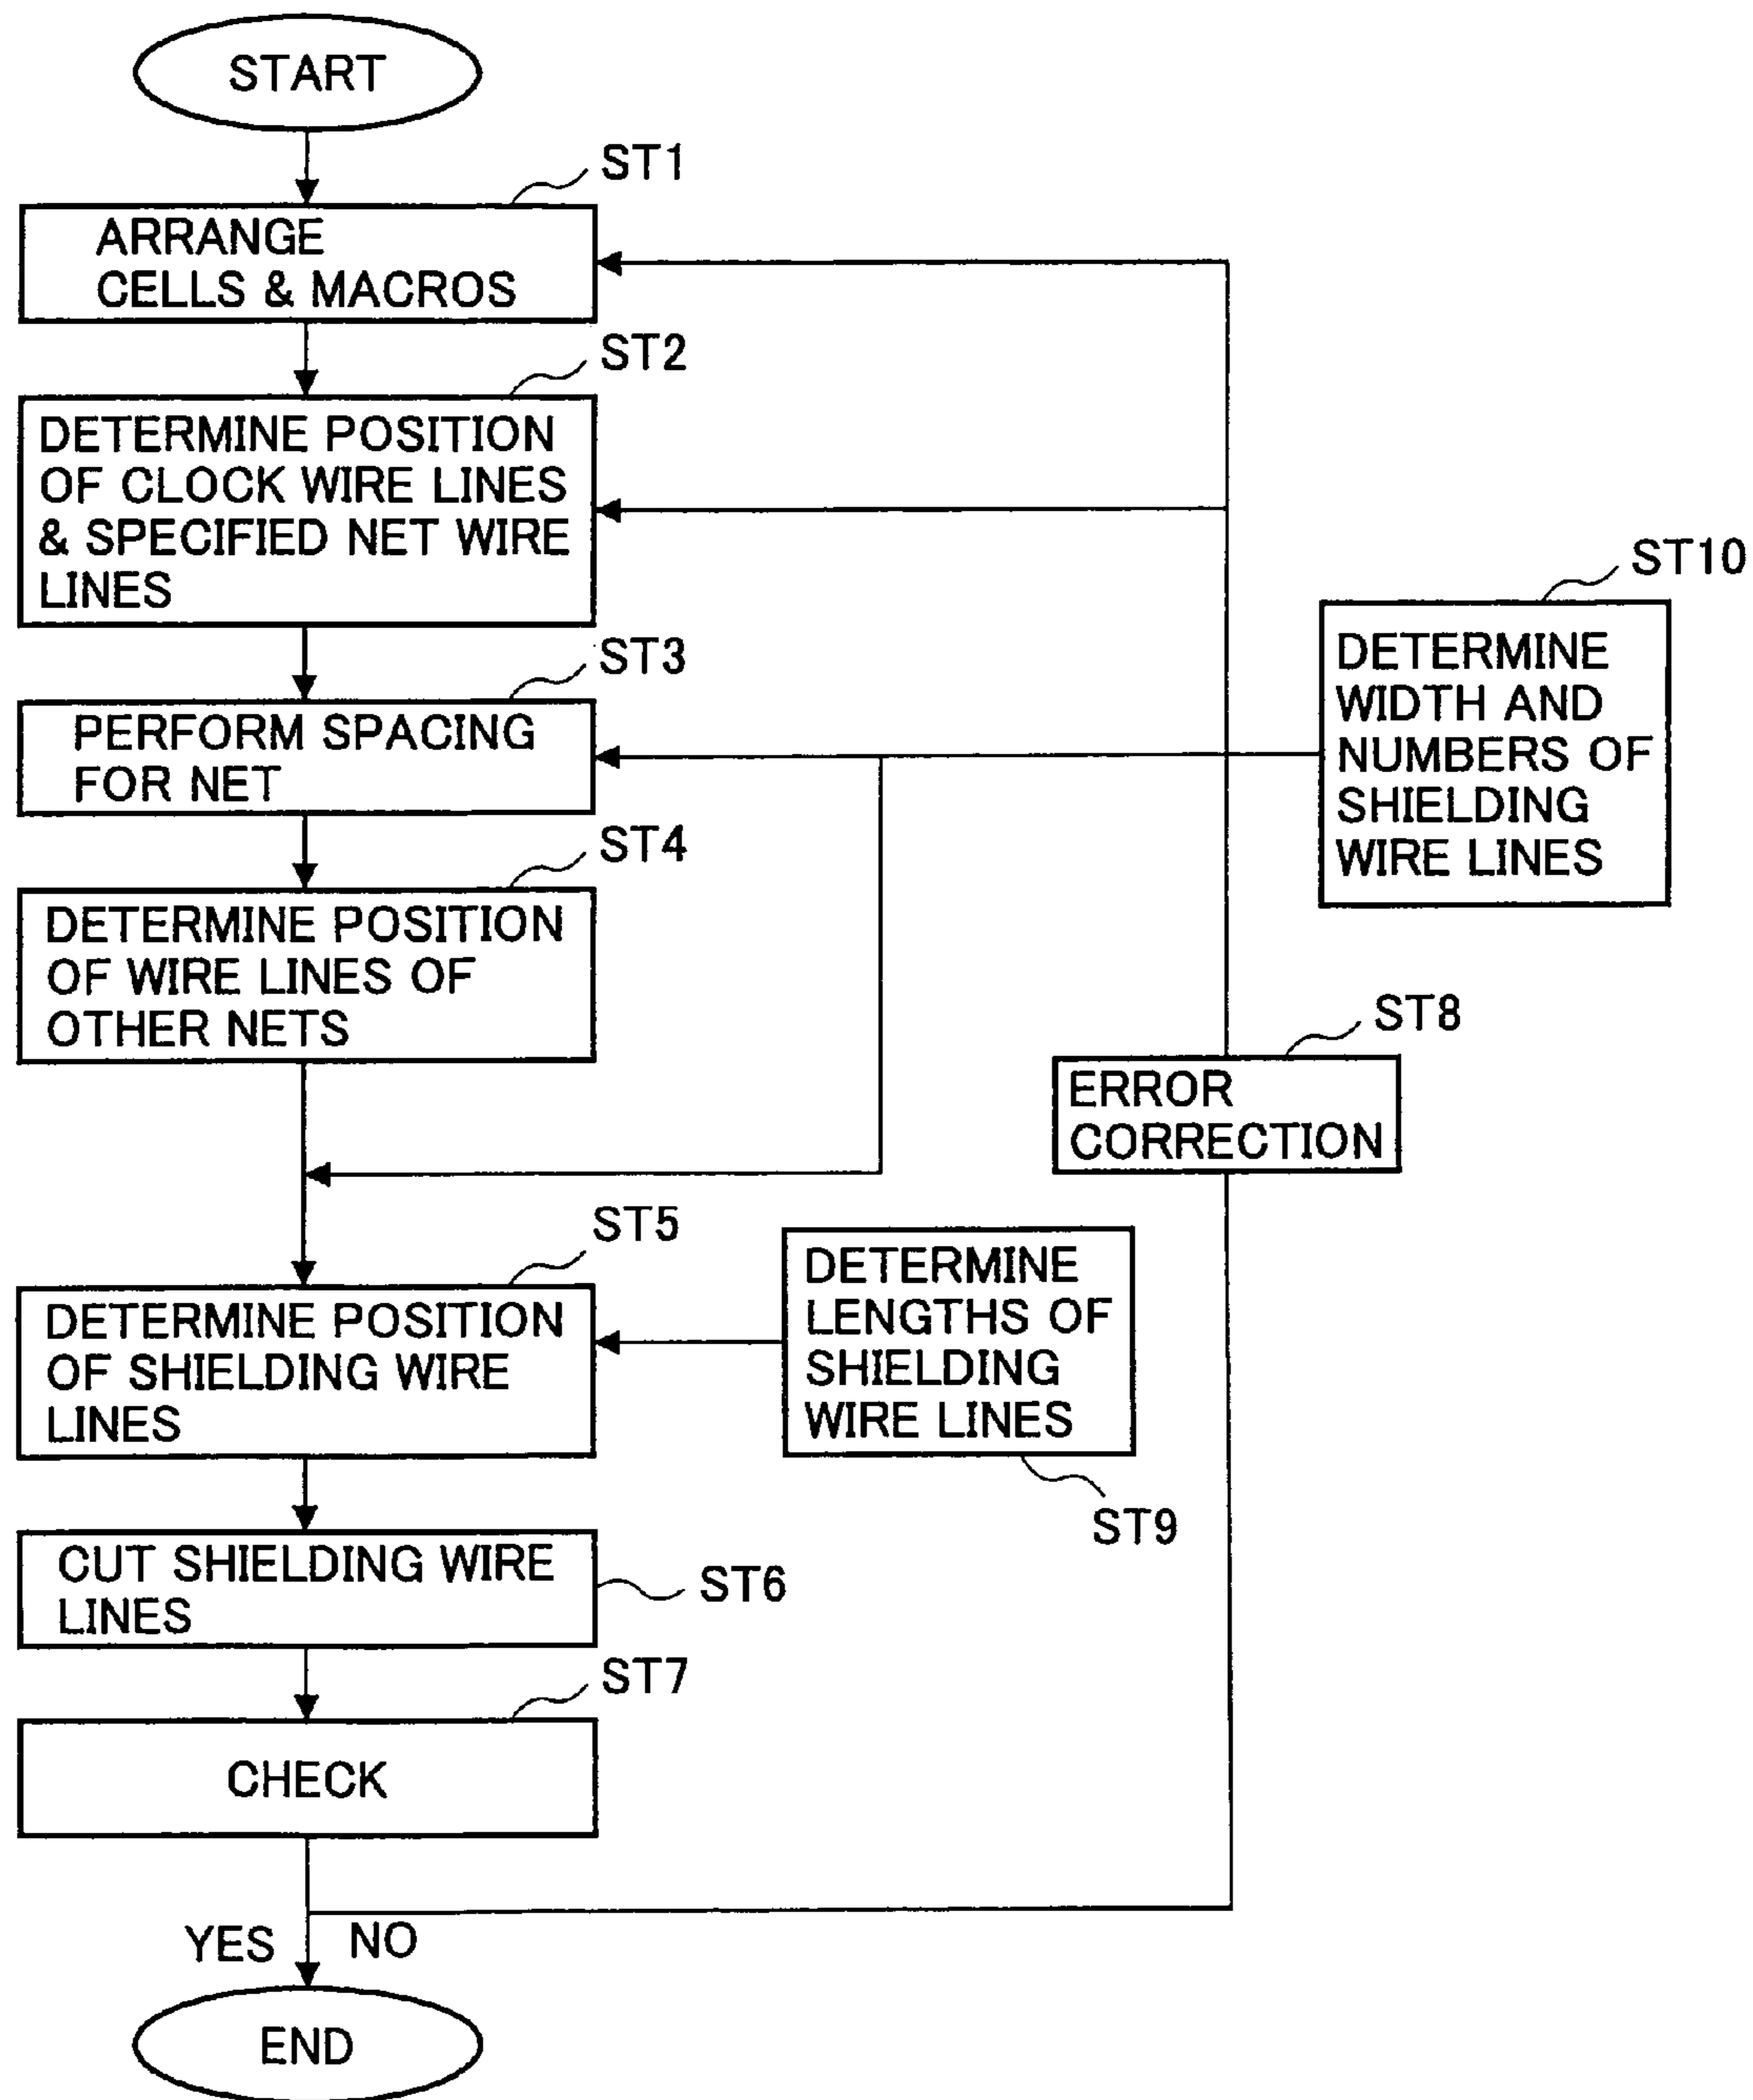 START
ST1
ARRANGE
CELLS & MACROS
ST2
DETERMINE POSITION
OF CLOCK WIRE LINES
& SPECIFIED NET WIRE
LINES
ST3
PERFORM SPACING
FOR NET
ST10
DETERMINE
WIDTH AND
NUMBERS OF
SHIELDING
WIRE LINES
ST4
DETERMINE POSITION
OF WIRE LINES OF
OTHER NETS
ST8
ERROR
CORRECTION
ST5
DETERMINE POSITION
OF SHIELDING WIRE
LINES
DETERMINE
LENGTHS OF
SHIELDING
WIRE LINES
ST9
CUT SHIELDING WIRE
LINES
ST6
ST7
CHECK
YES
NO
END